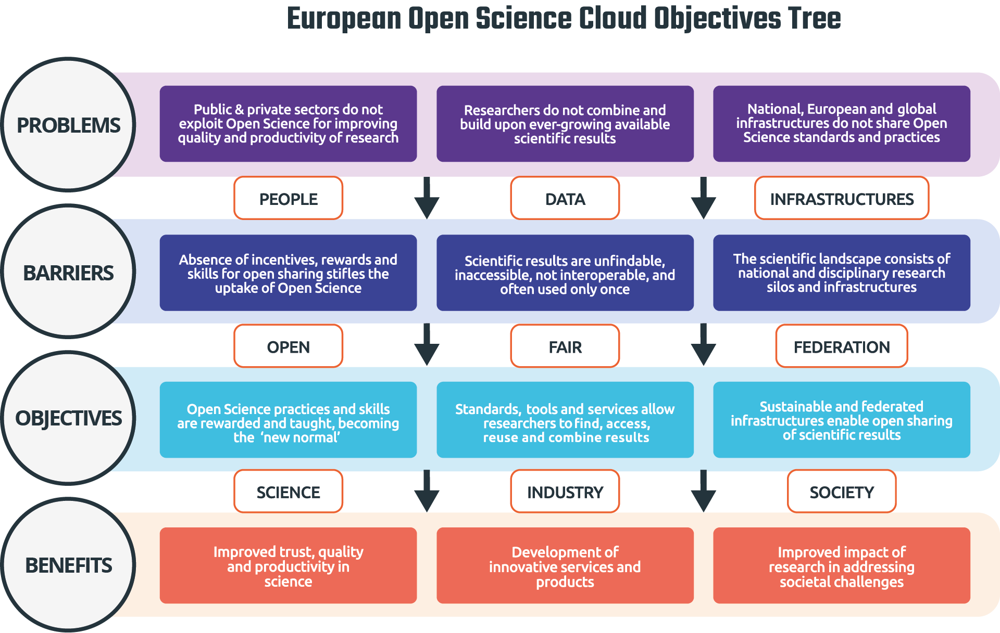 European Open Science Cloud Objectives Tree
PROBLEMS
Public & private sectors do not
exploit Open Science for improving
quality and productivity of research
Researchers do not combine and
build upon ever-growing available
scientific results
National, European and global
infrastructures do not share Open
Science standards and practices
PEOPLE
DATA
INFRASTRUCTURES
BARRIERS
Absence of incentives, rewards and
skills for open sharing stifles the
uptake of Open Science
Scientific results are unfindable,
inaccessible, not interoperable, and
often used only once
The scientific landscape consists of
national and disciplinary research
silos and infrastructures
OPEN
FAIR
FEDERATION
OBJECTIVES
Open Science practices and skills
are rewarded and taught, becoming
the ‘new normal’
Standards, tools and services allow
researchers to find, access,
reuse and combine results
Sustainable and federated
infrastructures enable open sharing
of scientific results
SCIENCE
INDUSTRY
SOCIETY
BENEFITS
Improved trust, quality
and productivity in
science
Development of
innovative services and
products
Improved impact of
research in addressing
societal challenges